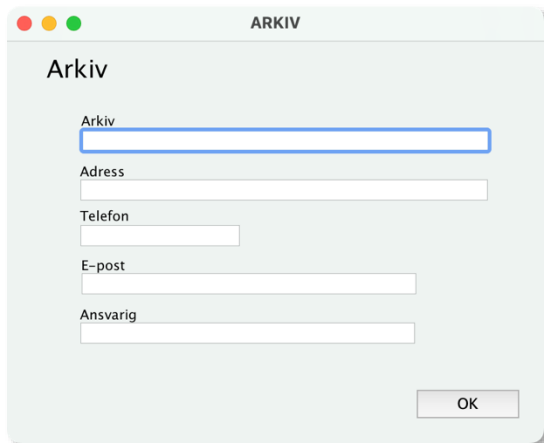 ARKIV
Arkiv
Arkiv
Adress
Telefon
E-post
Ansvarig
OK